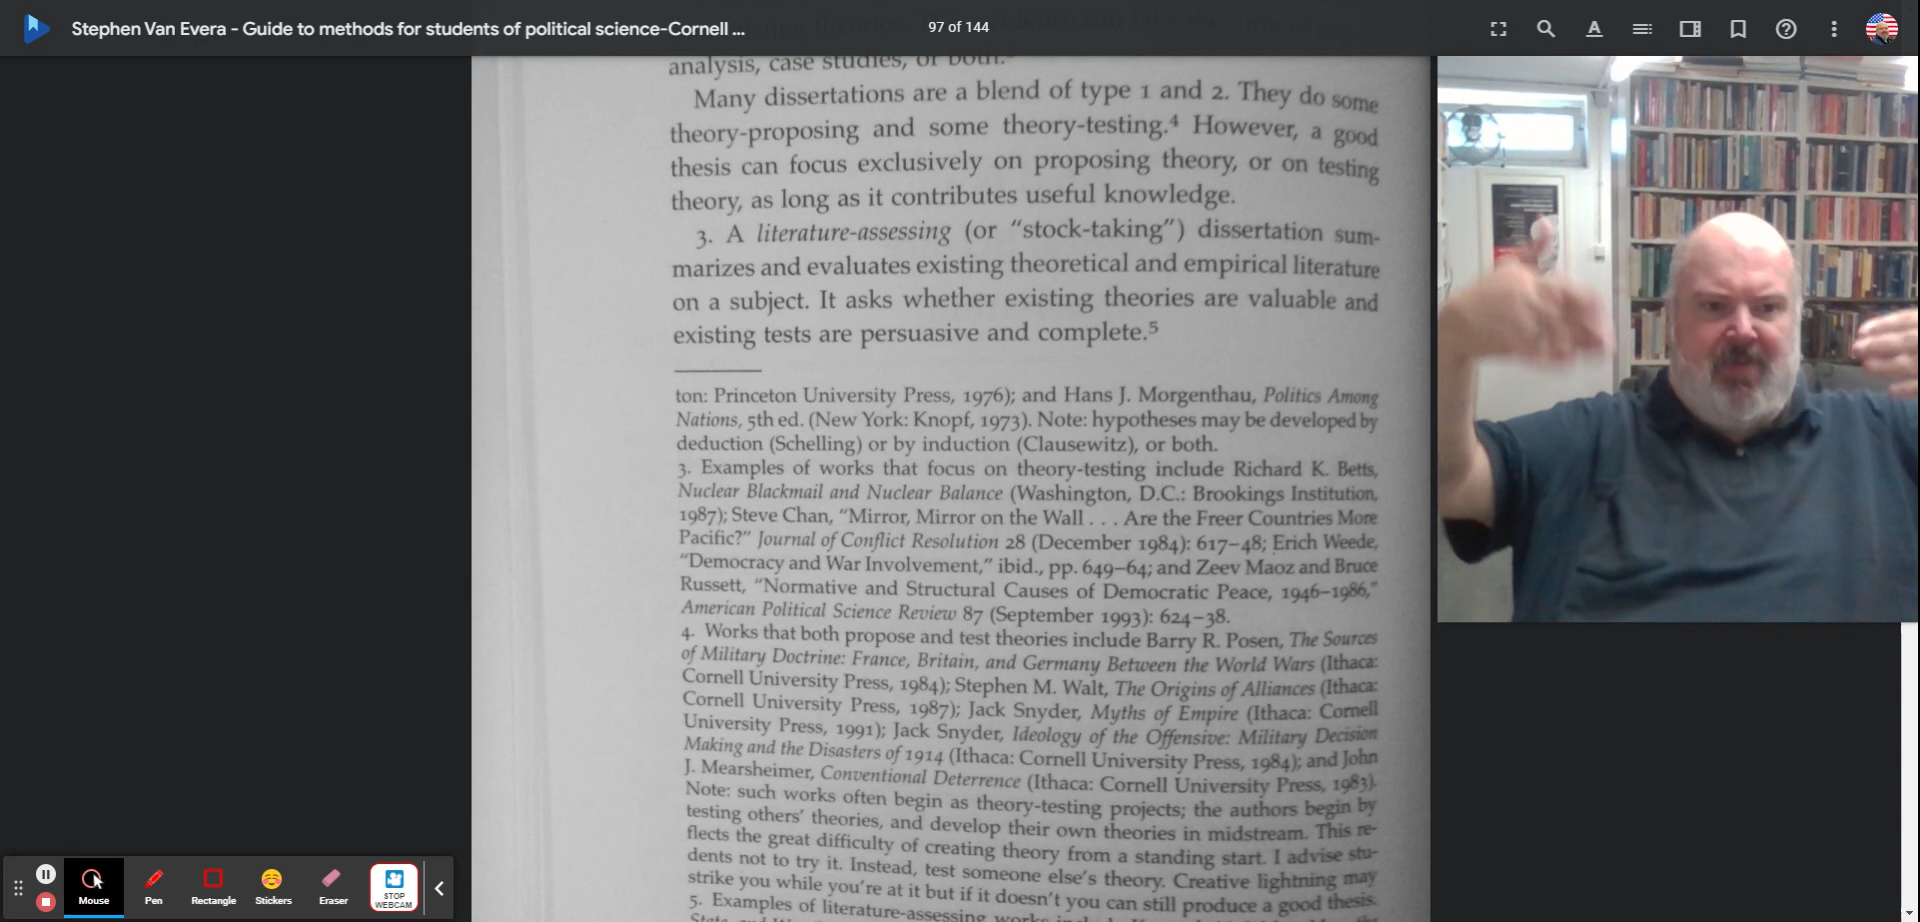 Stephen Van Evera - Guide to methods for students of political science-Cornell ...
97 of 144
analysis, case studies, or both.
Many dissertations are a blend of type 1 and 2. They do some
theory-proposing and some theory-testing.⁴ However, a good
thesis can focus exclusively on proposing theory, or on testing
theory, as long as it contributes useful knowledge.
3. A literature-assessing (or “stock-taking”) dissertation sum-
marizes and evaluates existing theoretical and empirical literature
on a subject. It asks whether existing theories are valuable and
existing tests are persuasive and complete.⁵
ton: Princeton University Press, 1976); and Hans J. Morgenthau, Politics Among
Nations, 5th ed. (New York: Knopf, 1973). Note: hypotheses may be developed by
deduction (Schelling) or by induction (Clausewitz), or both.
3. Examples of works that focus on theory-testing include Richard K. Betts,
Nuclear Blackmail and Nuclear Balance (Washington, D.C.: Brookings Institution,
1987); Steve Chan, “Mirror, Mirror on the Wall . . . Are the Freer Countries More
Pacific?” Journal of Conflict Resolution 28 (December 1984): 617–48; Erich Weede,
“Democracy and War Involvement,” ibid., pp. 649–64; and Zeev Maoz and Bruce
Russett, “Normative and Structural Causes of Democratic Peace, 1946–1986,”
American Political Science Review 87 (September 1993): 624–38.
4. Works that both propose and test theories include Barry R. Posen, The Sources
of Military Doctrine: France, Britain, and Germany Between the World Wars (Ithaca:
Cornell University Press, 1984); Stephen M. Walt, The Origins of Alliances (Ithaca:
Cornell University Press, 1987); Jack Snyder, Myths of Empire (Ithaca: Cornell
University Press, 1991); Jack Snyder, Ideology of the Offensive: Military Decision
Making and the Disasters of 1914 (Ithaca: Cornell University Press, 1984); and John
J. Mearsheimer, Conventional Deterrence (Ithaca: Cornell University Press, 1983).
Note: such works often begin as theory-testing projects; the authors begin by
testing others’ theories, and develop their own theories in midstream. This re-
flects the great difficulty of creating theory from a standing start. I advise stu-
dents not to try it. Instead, test someone else’s theory. Creative lightning may
strike you while you’re at it but if it doesn’t you can still produce a good thesis.
5. Examples of literature-assessing works
Mouse
Pen
Rectangle
Stickers
Eraser
STOP
WEBCAM